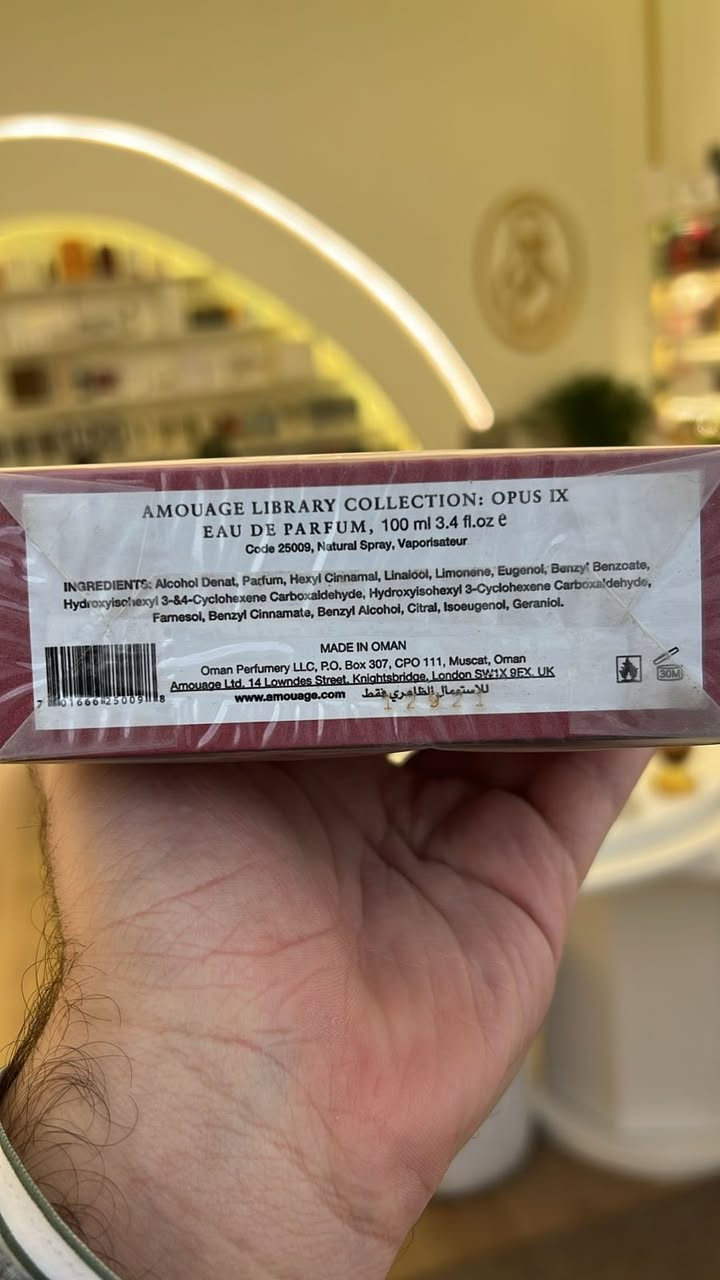 AMOUAGE LIBRARY COLLECTION: OPUS IX
EAU DE PARFUM, 100 ml 3.4 fl.oz e
Code 25009, Natural Spray, Vaporisateur
INGREDIENTS: Alcohol Denat, Parfum, Hexyl Cinnamal, Linalool, Limonene, Eugenol, Benzyl Benzoate,
Hydroxyisohexyl 3-&4-Cyclohexene Carboxaldehyde, Hydroxyisohexyl 3-Cyclohexene Carboxaldehyde,
Farnesol, Benzyl Cinnamate, Benzyl Alcohol, Citral, Isoeugenol, Geraniol.
MADE IN OMAN
Oman Perfumery LLC, P.O. Box 307, CPO 111, Muscat, Oman
Amouage Ltd, 14 Lowndes Street, Knightsbridge, London SW1X 9EX, UK
www.amouage.com للاستعمال الظاهري فقط
7 01666 25009 8
30M